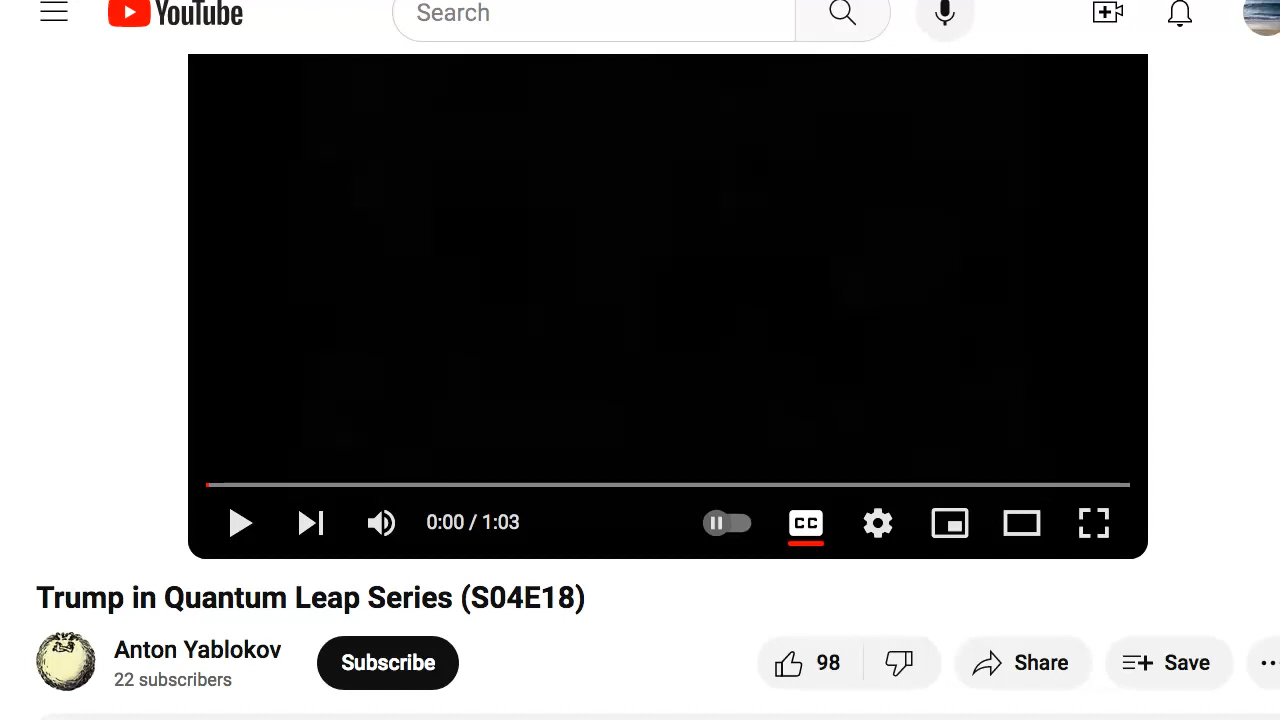 YouTube
Search
0:00 / 1:03
CC
Trump in Quantum Leap Series (S04E18)
Anton Yablokov
22 subscribers
Subscribe
98
Share
Save